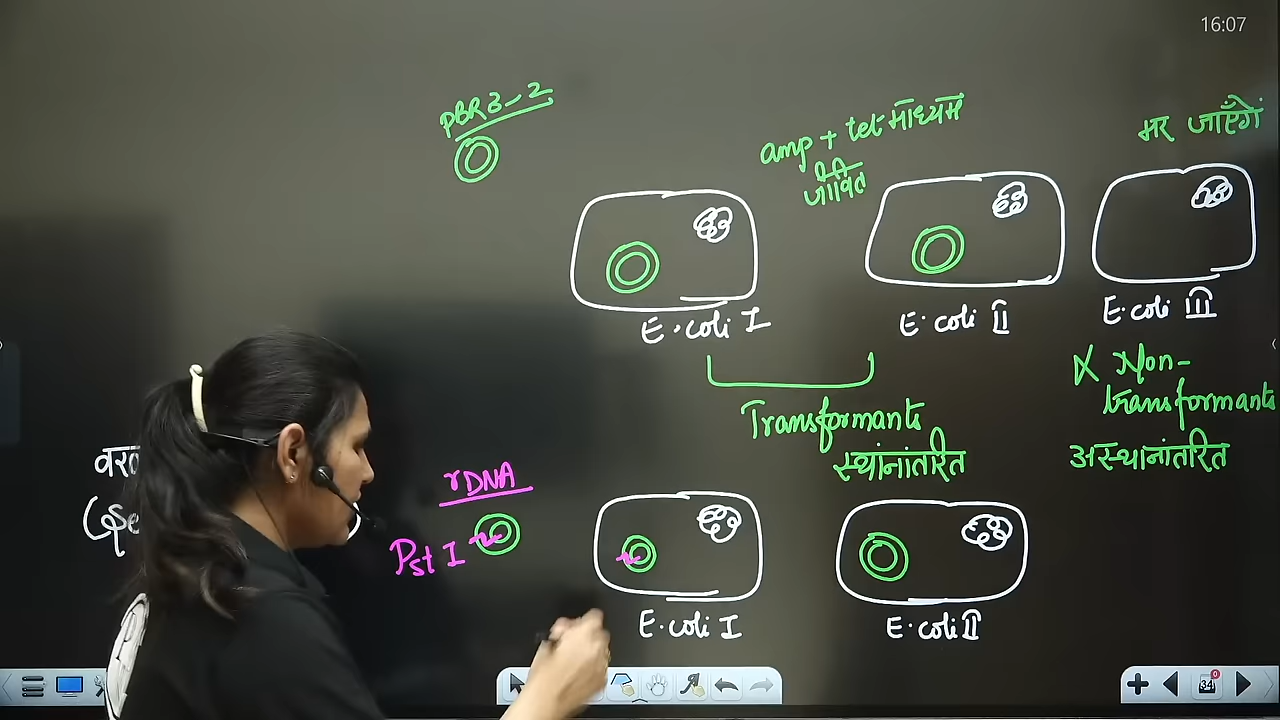 16:07
pBR3-2
amp + tet माध्यम
जीवित
मर जाएँगें
E. coli I
E. coli II
E. coli III
Transformants
स्थानांतरित
X Non-
transformants
अस्थानांतरित
rDNA
Pst I
E. coli I
E. coli II
34